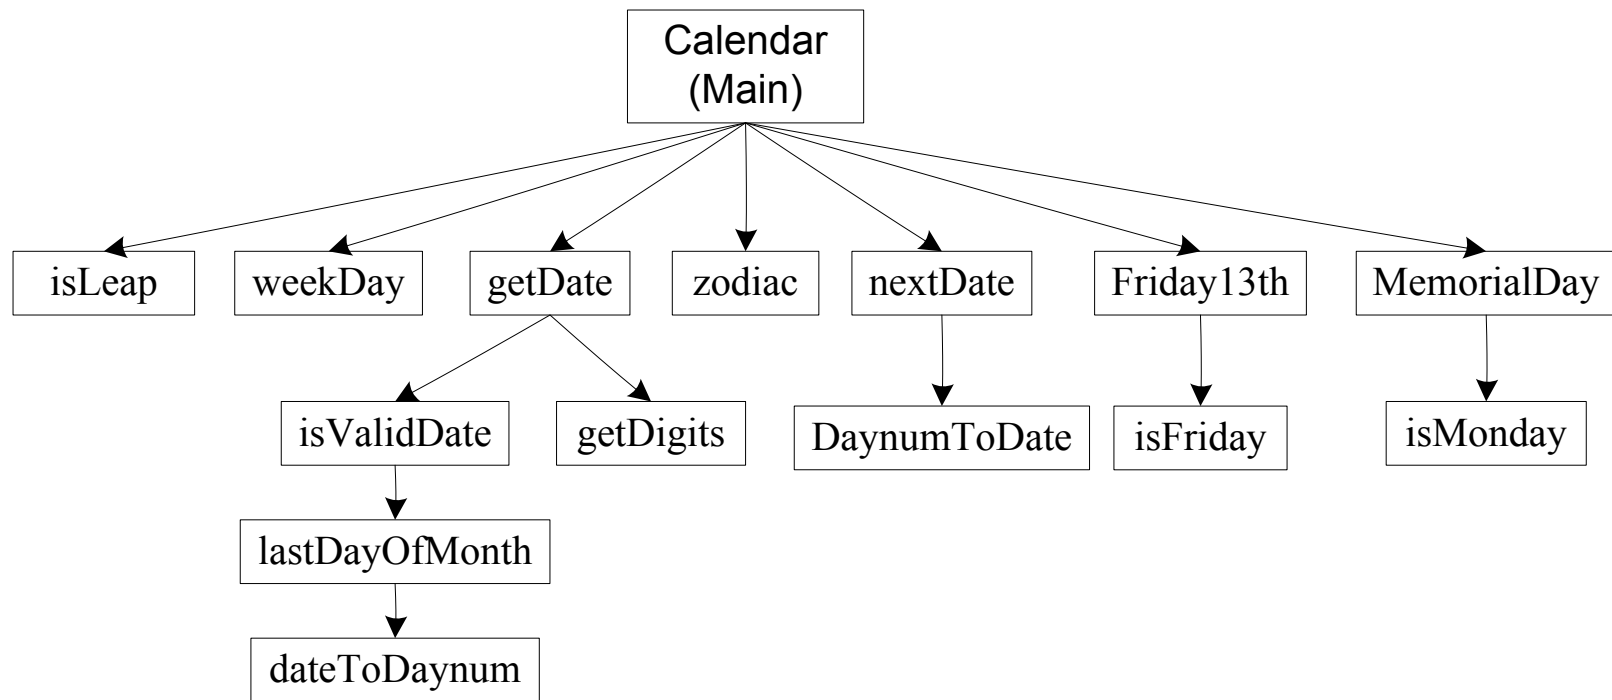 Calendar
(Main)
isLeap
weekDay
getDate
zodiac
nextDate
Friday13th
MemorialDay
isValidDate
getDigits
DaynumToDate
isFriday
isMonday
lastDayOfMonth
dateToDaynum